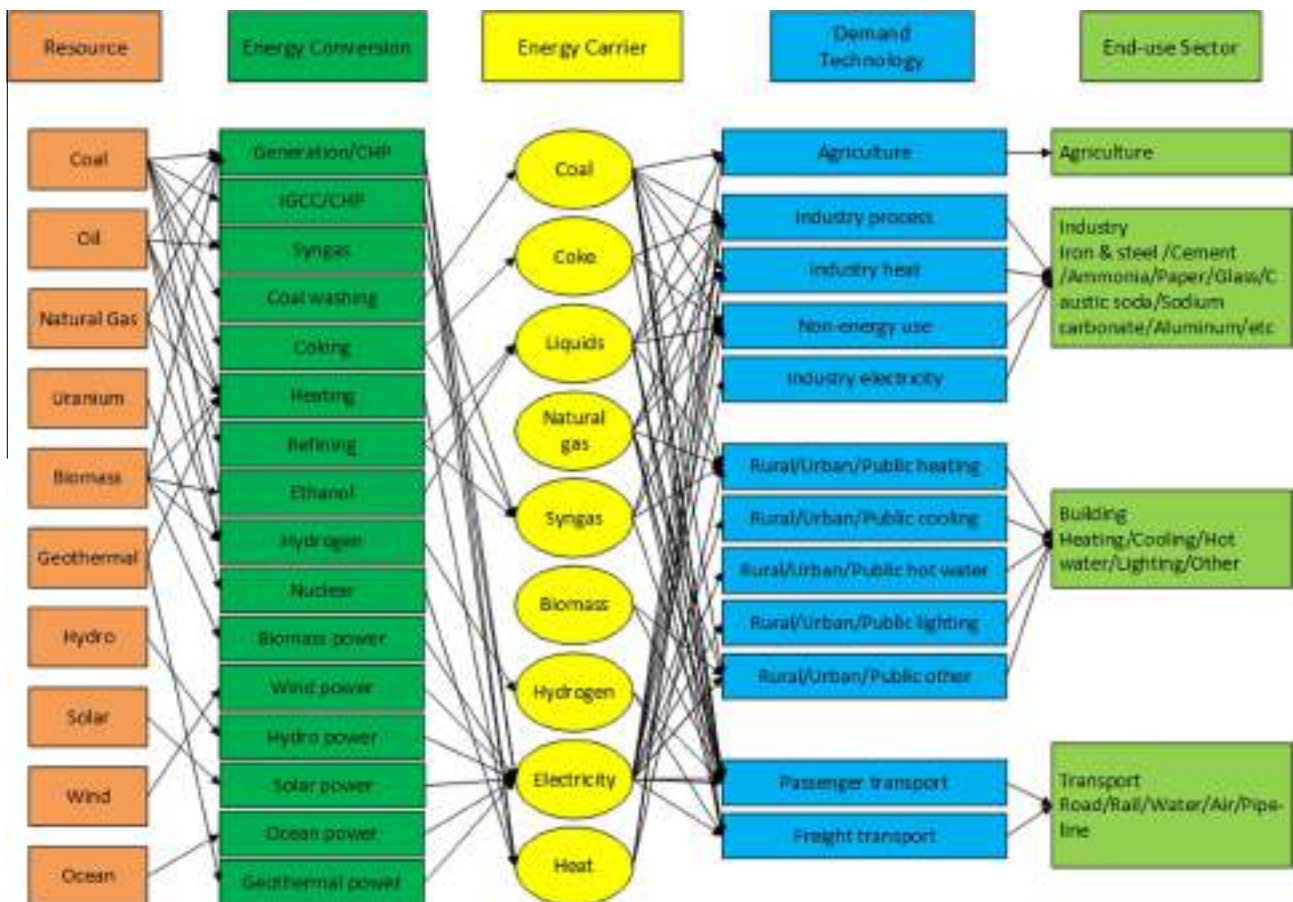 Resource
Energy Conversion
Energy Carrier
Demand
Technology
End-use Sector
Coal
Oil
Natural Gas
Uranium
Biomass
Geothermal
Hydro
Solar
Wind
Ocean
Generation/CHP
IGCC/CHP
Syngas
Coal washing
Coking
Heating
Refining
Ethanol
Hydrogen
Nuclear
Biomass power
Wind power
Hydro power
Solar power
Ocean power
Geothermal power
Coal
Coke
Liquids
Natural
gas
Syngas
Biomass
Hydrogen
Electricity
Heat
Agriculture
Industry process
Industry heat
Non-energy use
Industry electricity
Rural/Urban/Public heating
Rural/Urban/Public cooling
Rural/Urban/Public hot water
Rural/Urban/Public lighting
Rural/Urban/Public other
Passenger transport
Freight transport
Agriculture
Industry
Iron & steel /Cement
/Ammonia/Paper/Glass/C
austic soda/Sodium
carbonate/Aluminum/etc
Building
Heating/Cooling/Hot
water/Lighting/Other
Transport
Road/Rail/Water/Air/Pipe-
line